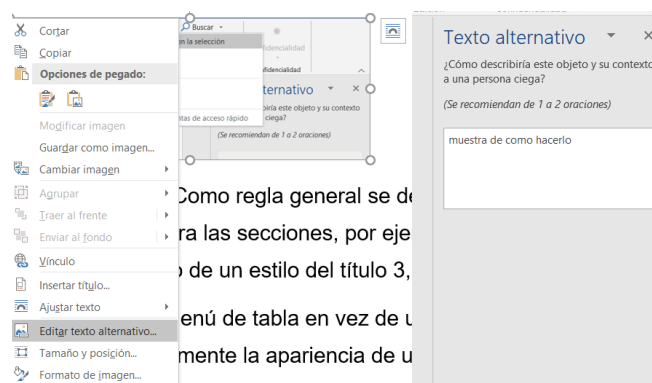 Cortar
Copiar
Opciones de pegado:
Modificar imagen
Guardar como imagen...
Cambiar imagen
Agrupar
Traer al frente
Enviar al fondo
Vínculo
Insertar título...
Ajustar texto
Editar texto alternativo...
Tamaño y posición...
Formato de imagen...
Buscar
en la selección
fidencialidad
nfidencialidad
ternativo
biría este objeto y su contexto
ciega?
ntas de acceso rápido
(Se recomiendan de 1 a 2 oraciones)
Como regla general se de
ra las secciones, por eje
de un estilo del título 3,
enú de tabla en vez de u
mente la apariencia de u
Texto alternativo
¿Cómo describiría este objeto y su contexto
a una persona ciega?
(Se recomiendan de 1 a 2 oraciones)
muestra de como hacerlo